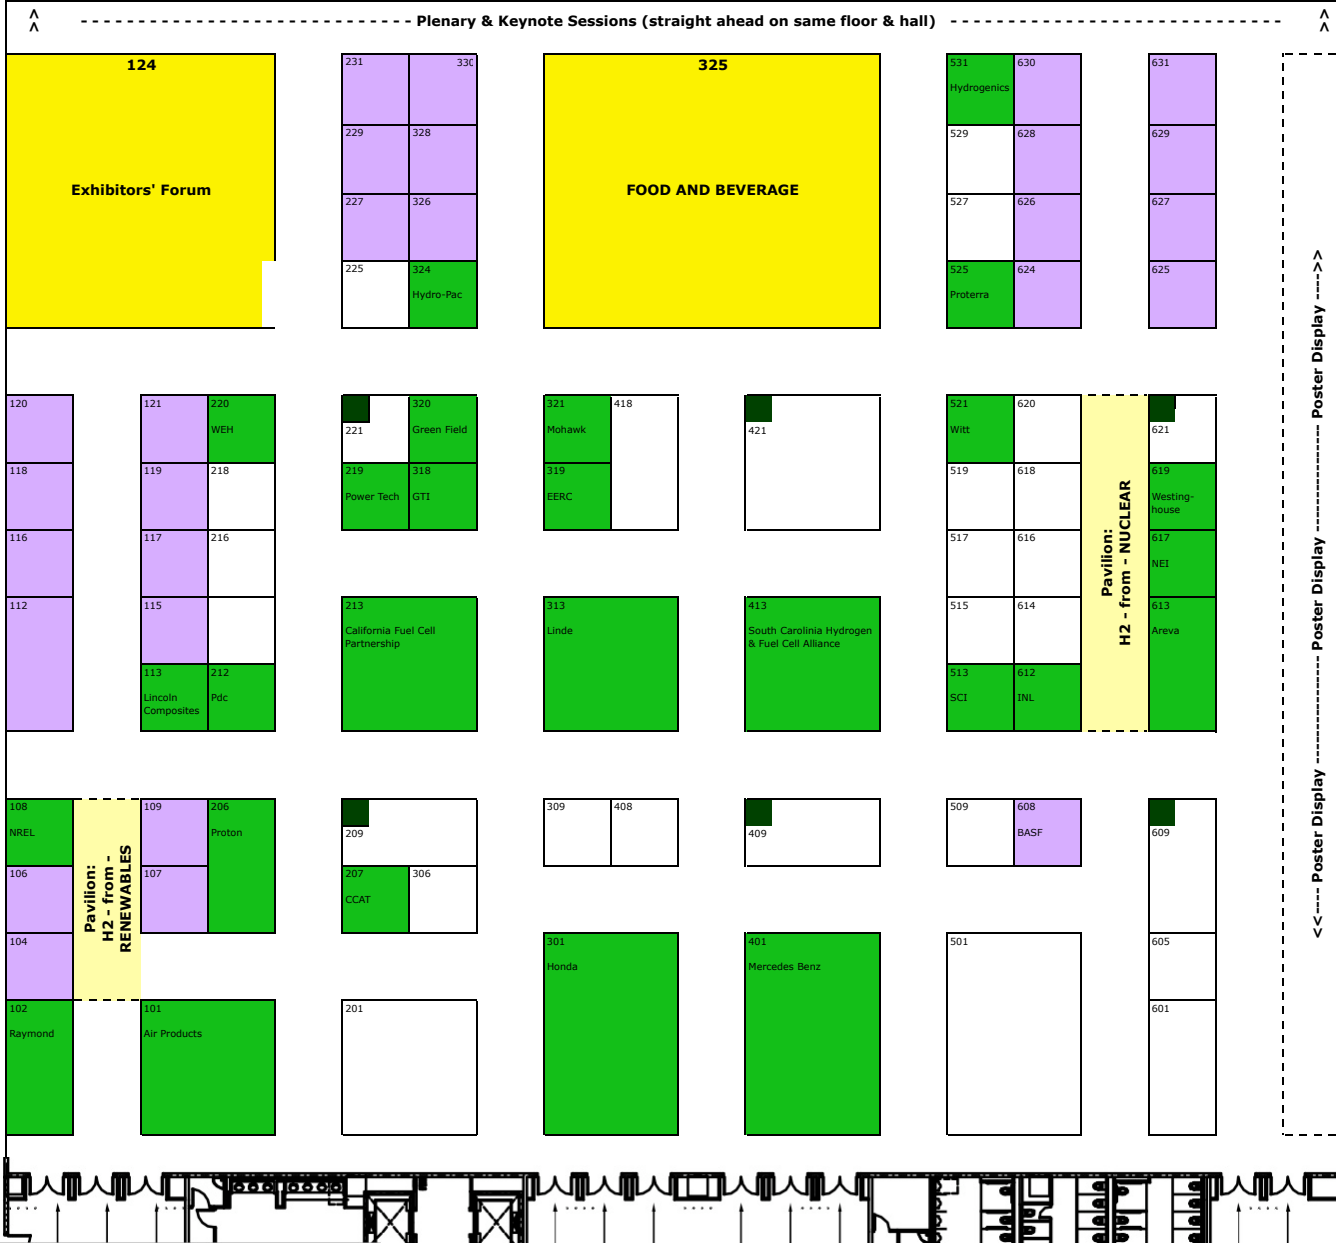 Plenary & Keynote Sessions (straight ahead on same floor & hall)
124
Exhibitors' Forum
231
330
229
328
227
326
225
324
Hydro-Pac
325
FOOD AND BEVERAGE
531
Hydrogenics
630
529
628
527
626
525
Proterra
624
631
629
627
625
120
118
116
112
121
220
WEH
119
218
117
216
115
113
Lincoln
Composites
212
Pdc
221
320
Green Field
219
Power Tech
318
GTI
321
Mohawk
418
319
EERC
421
521
Witt
620
519
618
517
616
515
614
513
SCI
612
INL
Pavilion:
H2 - from - NUCLEAR
621
619
Westing-
house
617
NEI
613
Areva
213
California Fuel Cell
Partnership
313
Linde
413
South Carolina Hydrogen
& Fuel Cell Alliance
108
NREL
106
104
102
Raymond
Pavilion:
H2 - from -
RENEWABLES
109
206
Proton
107
101
Air Products
209
207
CCAT
306
201
309
408
301
Honda
409
401
Mercedes Benz
509
608
BASF
501
609
605
601
<<---- Poster Display ---------------------- Poster Display ---------------------- Poster Display ---->>